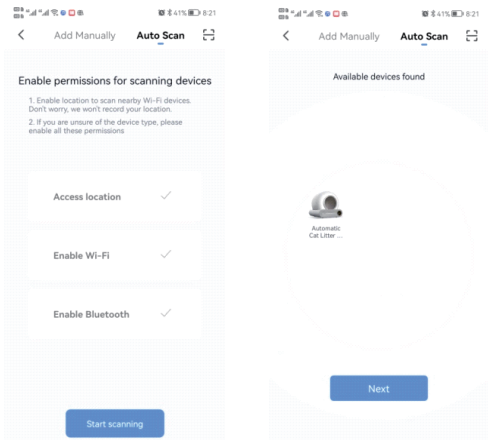 41% 8:21
Add Manually Auto Scan
Enable permissions for scanning devices
1. Enable location to scan nearby Wi-Fi devices.
Don't worry, we won't record your location.
2. If you are unsure of the device type, please
enable all these permissions
Access location
Enable Wi-Fi
Enable Bluetooth
Start scanning
41% 8:21
Add Manually Auto Scan
Available devices found
Automatic
Cat Litter ...
Next